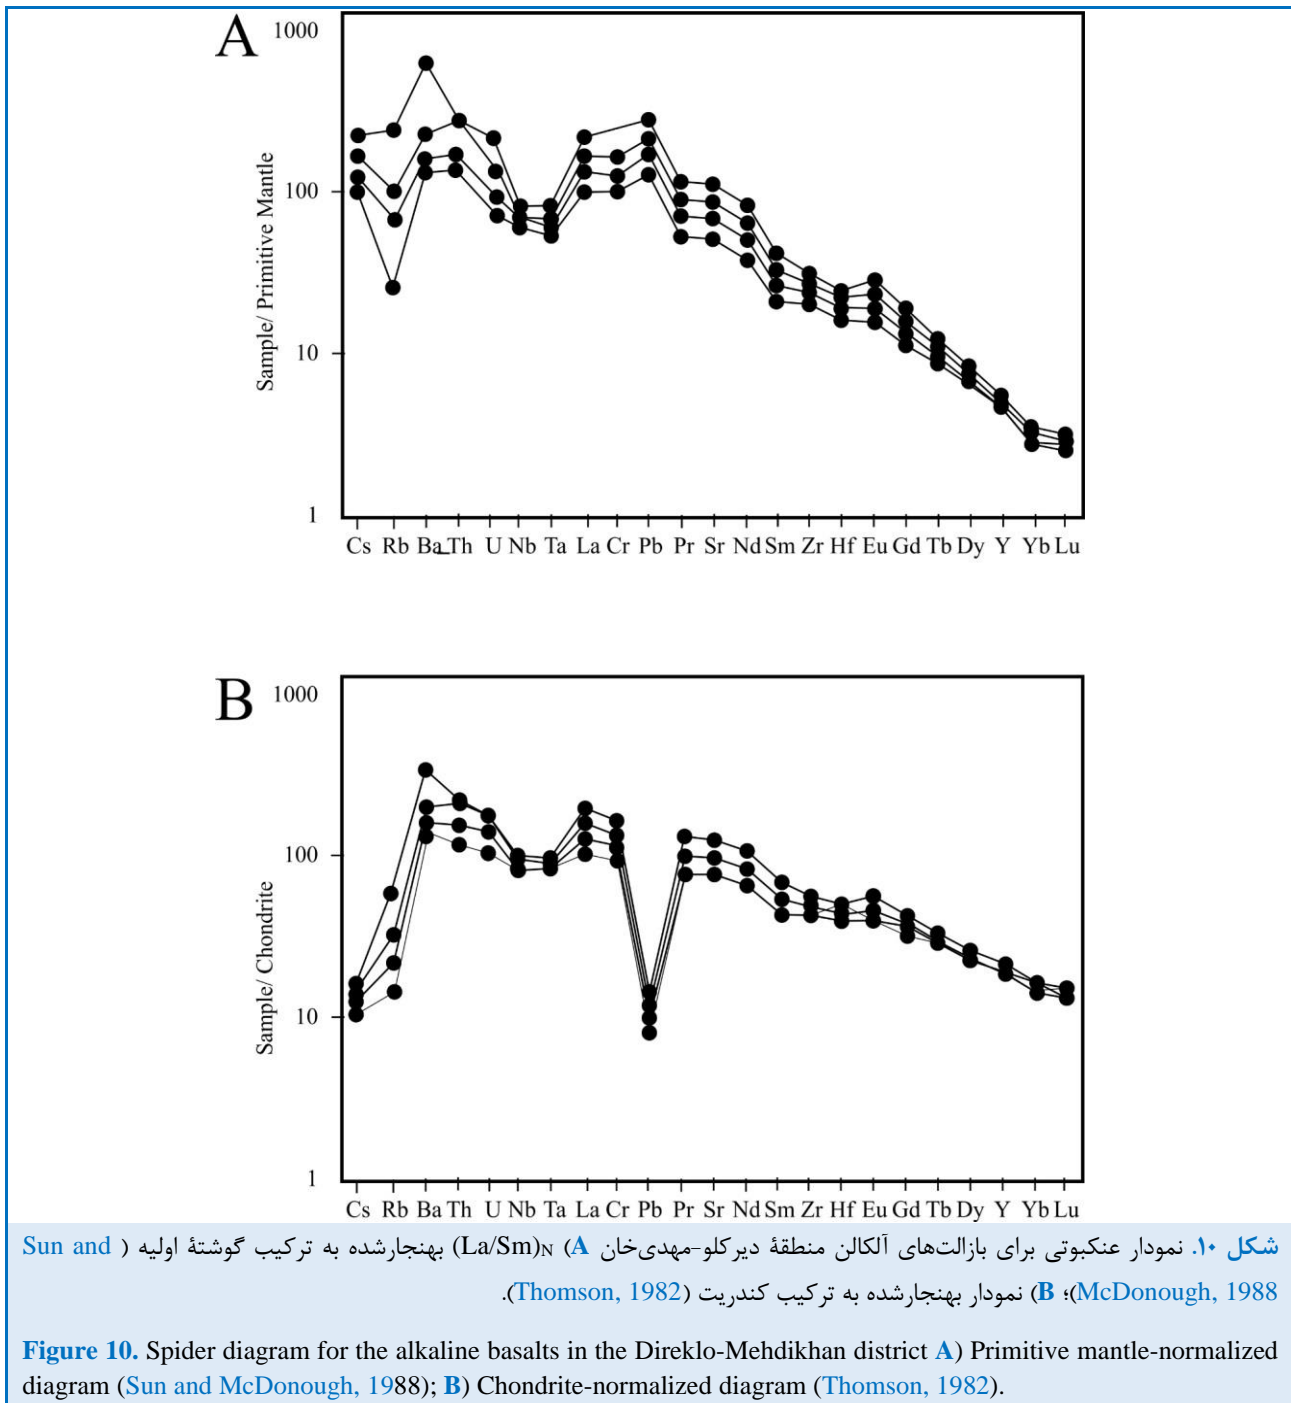 A
1000
100
10
1
Sample/ Primitive Mantle
Cs Rb Ba_Th U Nb Ta La Cr Pb Pr Sr Nd Sm Zr Hf Eu Gd Tb Dy Y Yb Lu
B
1000
100
10
1
Sample/ Chondrite
Cs Rb Ba Th U Nb Ta La Cr Pb Pr Sr Nd Sm Zr Hf Eu Gd Tb Dy Y Yb Lu
شکل ۱۰. نمودار عنکبوتی برای بازالت‌های آلکالن منطقۀ دیرکلو-مهدی‌خان A) (La/Sm)N بهنجارشده به ترکیب گوشتۀ اولیه (Sun and
McDonough, 1988)؛ B) نمودار بهنجارشده به ترکیب کندریت (Thomson, 1982).
Figure 10. Spider diagram for the alkaline basalts in the Direklo-Mehdikhan district A) Primitive mantle-normalized
diagram (Sun and McDonough, 1988); B) Chondrite-normalized diagram (Thomson, 1982).